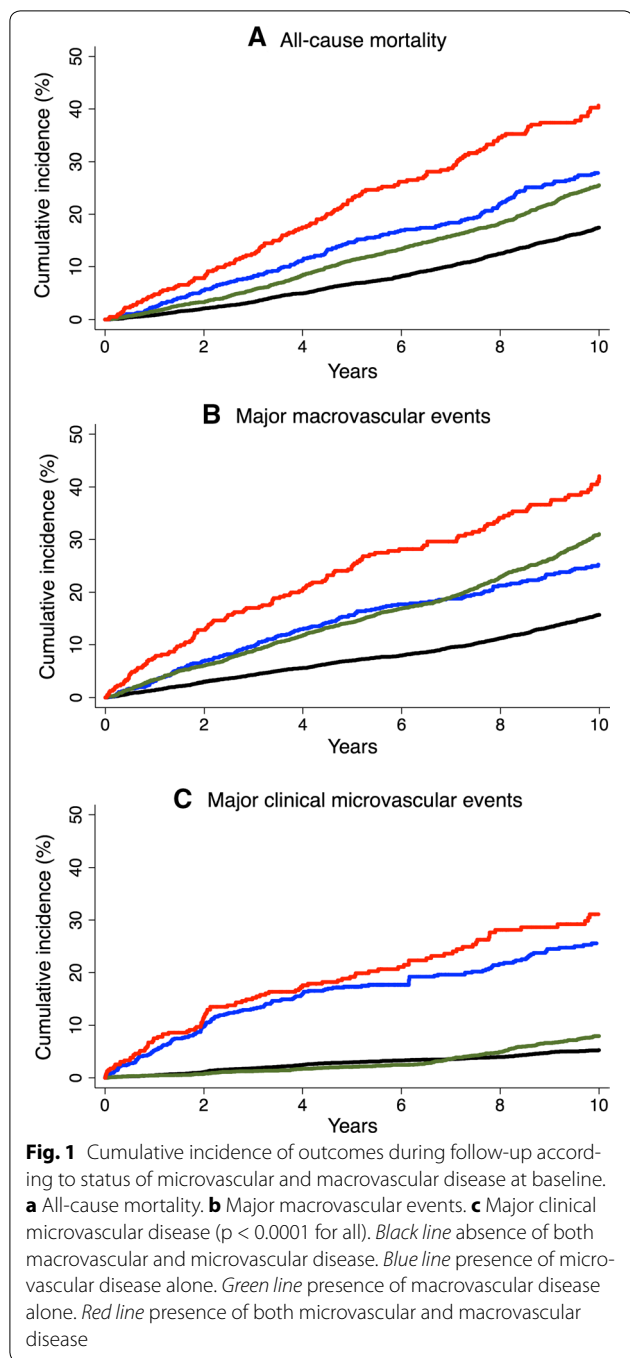 A All-cause mortality
50
40
30
20
10
0
Cumulative incidence (%)
0 2 4 6 8 10
Years
B Major macrovascular events
50
40
30
20
10
0
Cumulative incidence (%)
0 2 4 6 8 10
Years
C Major clinical microvascular events
50
40
30
20
10
0
Cumulative incidence (%)
0 2 4 6 8 10
Years
Fig. 1 Cumulative incidence of outcomes during follow-up accord-
ing to status of microvascular and macrovascular disease at baseline.
a All-cause mortality. b Major macrovascular events. c Major clinical
microvascular disease (p < 0.0001 for all). Black line absence of both
macrovascular and microvascular disease. Blue line presence of micro-
vascular disease alone. Green line presence of macrovascular disease
alone. Red line presence of both microvascular and macrovascular
disease